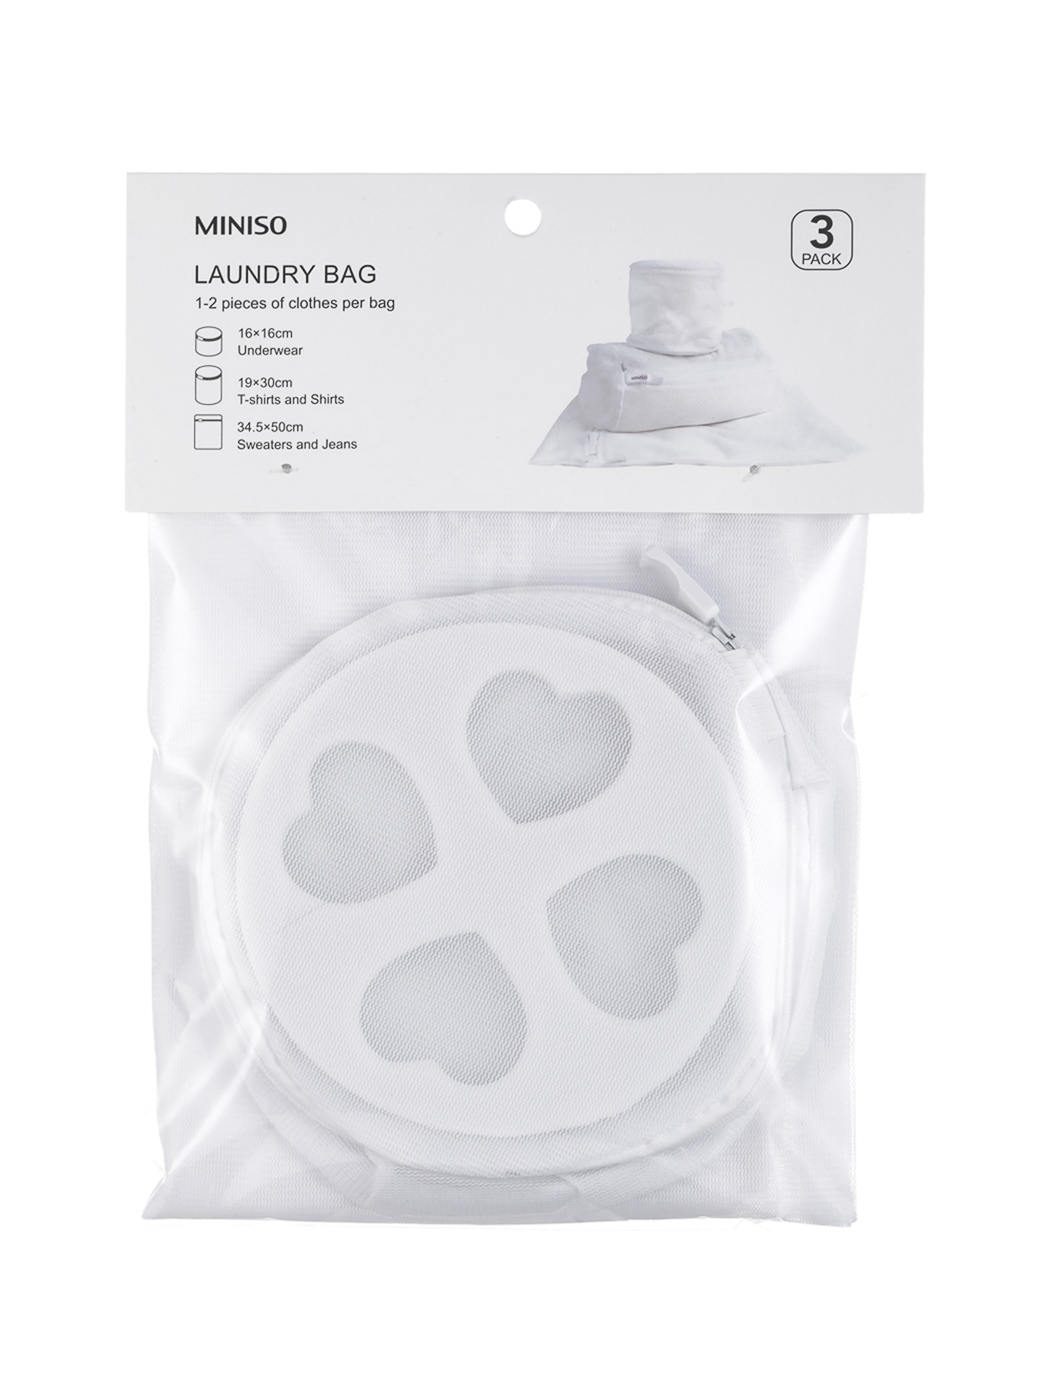 MINISO
LAUNDRY BAG
1-2 pieces of clothes per bag
16×16cm
Underwear
19×30cm
T-shirts and Shirts
34.5×50cm
Sweaters and Jeans
3
PACK
miniso